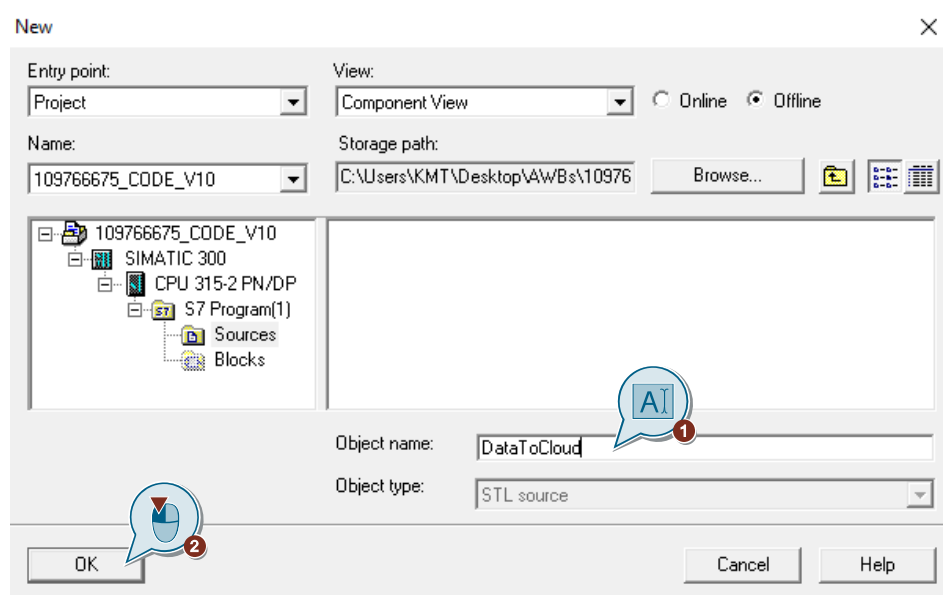 New
Entry point:
View:
Project
Component View
Online
Offline
Name:
Storage path:
109766675_CODE_V10
C:\Users\KMT\Desktop\AWBs\10976
Browse...
109766675_CODE_V10
SIMATIC 300
CPU 315-2 PN/DP
S7 Program(1)
Sources
Blocks
A
1
Object name:
DataToCloud
Object type:
STL source
2
OK
Cancel
Help